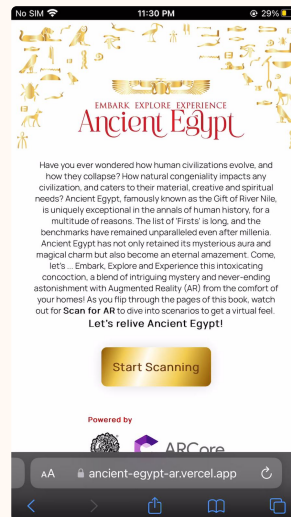 No SIM 11:30 PM 29%
EMBARK EXPLORE EXPERIENCE
Ancient Egypt
Have you ever wondered how human civilizations evolve, and
how they collapse? How natural congeniality impacts any
civilization, and caters to their material, creative and spiritual
needs? Ancient Egypt, famously known as the Gift of River Nile,
is uniquely exceptional in the annals of human history, for a
multitude of reasons. The list of 'Firsts' is long, and the
benchmarks have remained unparalleled even after millenia.
Ancient Egypt has not only retained its mysterious aura and
magical charm but also become an eternal amazement. Come,
let's ... Embark, Explore and Experience this intoxicating
concoction, a blend of intriguing mystery and never-ending
astonishment with Augmented Reality (AR) from the comfort of
your homes! As you flip through the pages of this book, watch
out for Scan for AR to dive into scenarios to get a virtual feel.
Let's relive Ancient Egypt!
Start Scanning
Powered by
ARCore
AA ancient-egypt-ar.vercel.app